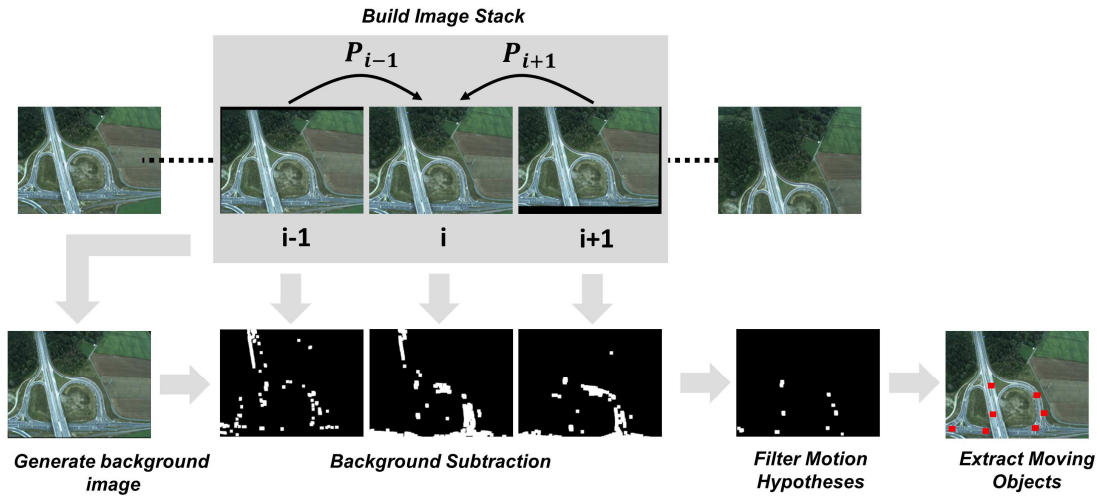 Build Image Stack
P_{i−1} P_{i+1}
i-1 i i+1
Generate background
image
Background Subtraction
Filter Motion
Hypotheses
Extract Moving
Objects